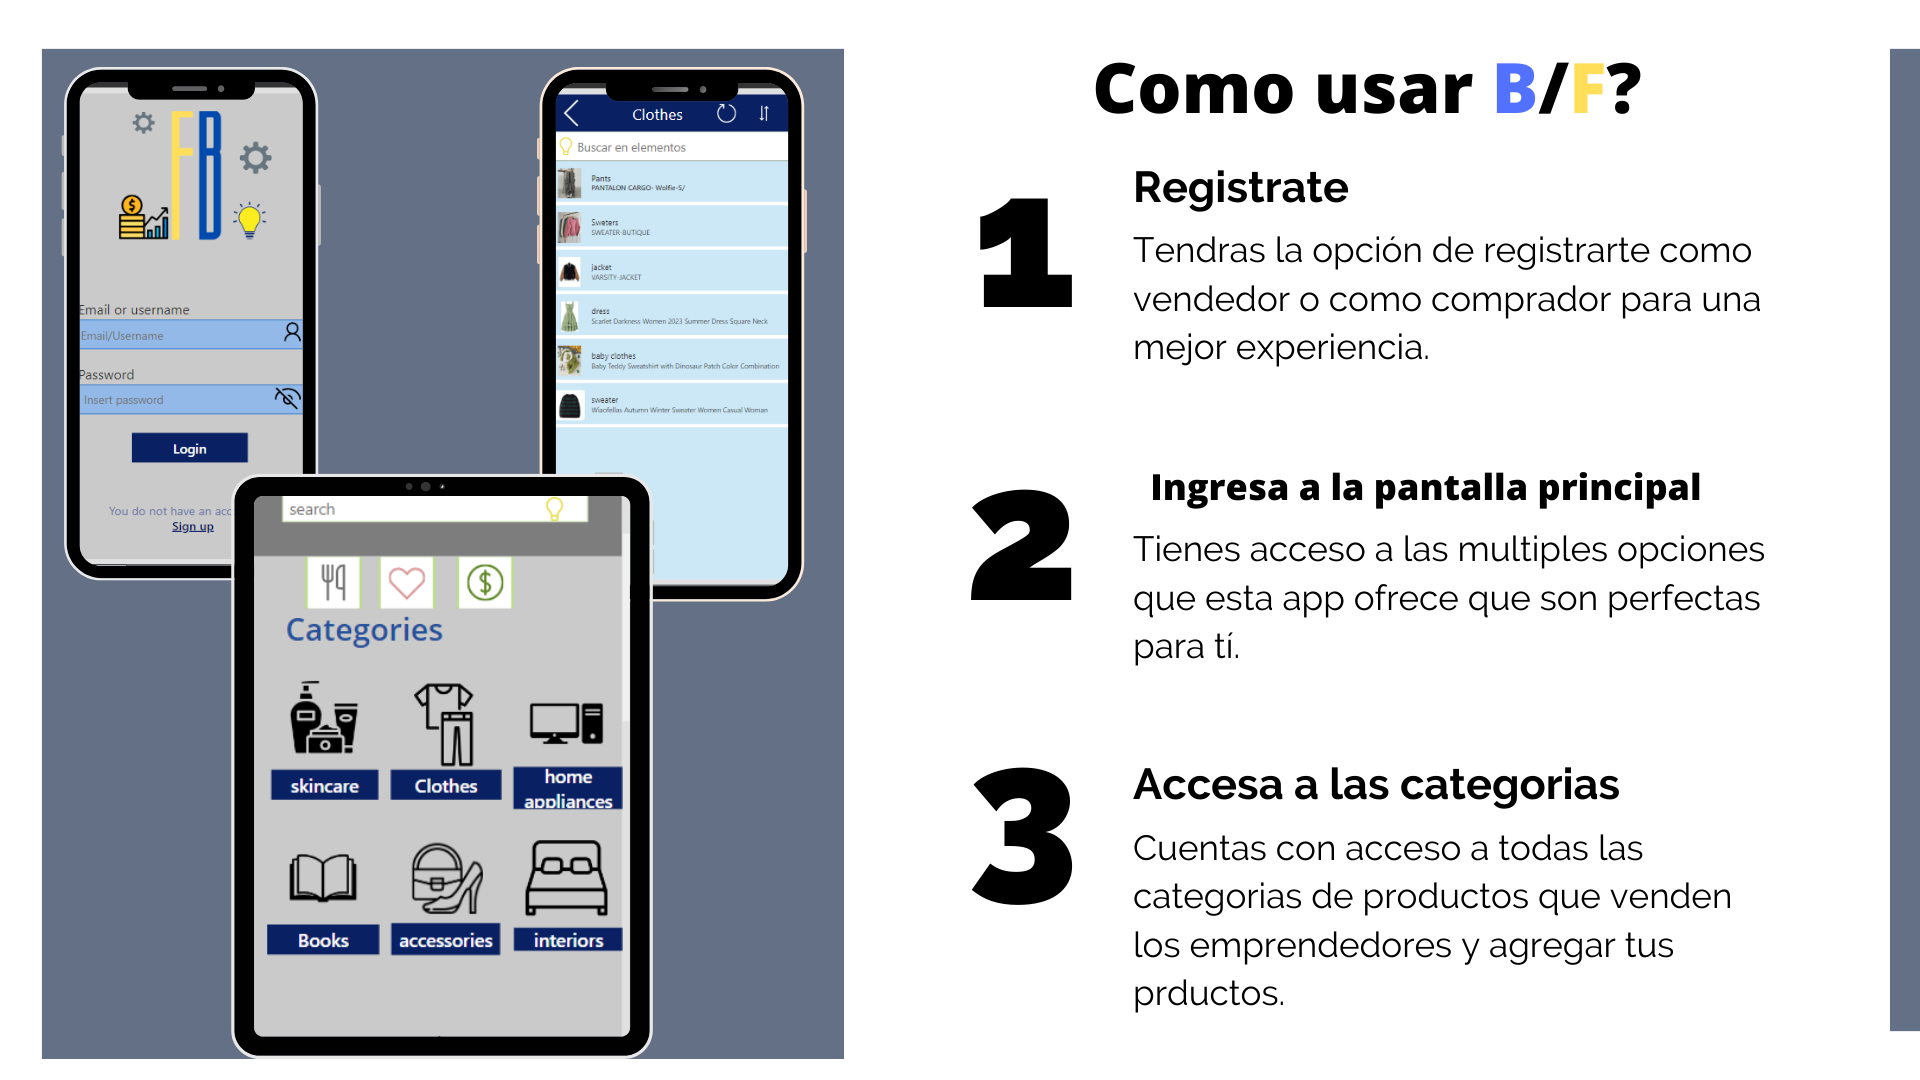 FB
Email or username
Email/Username
Password
Insert password
Login
You do not have an acc
Sign up
Clothes
Buscar en elementos
Pants
PANTALON CARGO- Wolfie-S/
Sweters
SWEATER-BUTIQUE
jacket
VARSITY-JACKET
dress
Scarlet Darkness Women 2023 Summer Dress Square Neck
baby clothes
Baby Teddy Sweatshirt with Dinosaur Patch Color Combination
sweater
Wiaofellas Autumn Winter Sweater Women Casual Woman
search
Categories
skincare
Clothes
home
appliances
Books
accessories
interiors
Como usar B/F?
1
Registrate
Tendras la opción de registrarte como
vendedor o como comprador para una
mejor experiencia.
2
Ingresa a la pantalla principal
Tienes acceso a las multiples opciones
que esta app ofrece que son perfectas
para tí.
3
Accesa a las categorias
Cuentas con acceso a todas las
categorias de productos que venden
los emprendedores y agregar tus
prductos.